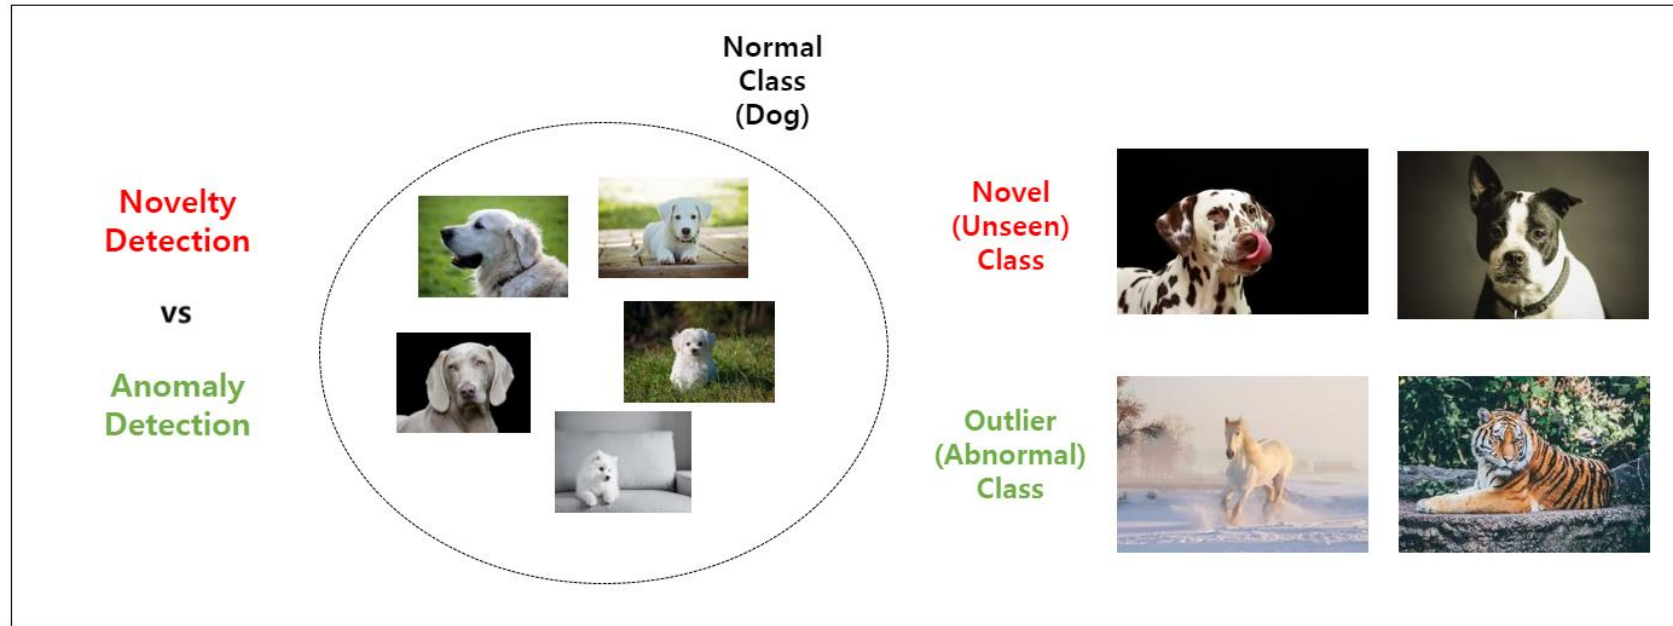 Normal
Class
(Dog)
Novelty
Detection
vs
Anomaly
Detection
Novel
(Unseen)
Class
Outlier
(Abnormal)
Class